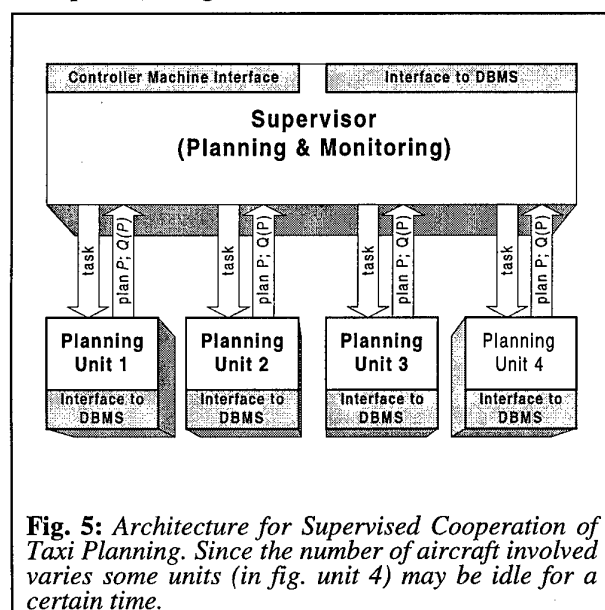 Controller Machine Interface
Interface to DBMS
Supervisor
(Planning & Monitoring)
task
plan P; Q(P)
task
plan P; Q(P)
task
plan P; Q(P)
task
plan P; Q(P)
Planning
Unit 1
Interface to
DBMS
Planning
Unit 2
Interface to
DBMS
Planning
Unit 3
Interface to
DBMS
Planning
Unit 4
Interface to
DBMS
Fig. 5: Architecture for Supervised Cooperation of
Taxi Planning. Since the number of aircraft involved
varies some units (in fig. unit 4) may be idle for a
certain time.